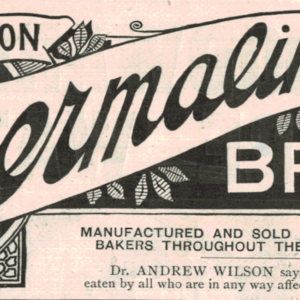 ON
ermalin
BR
MANUFACTURED AND SOLD
BAKERS THROUGHOUT THE
Dr. ANDREW WILSON say
eaten by all who are in any way affe